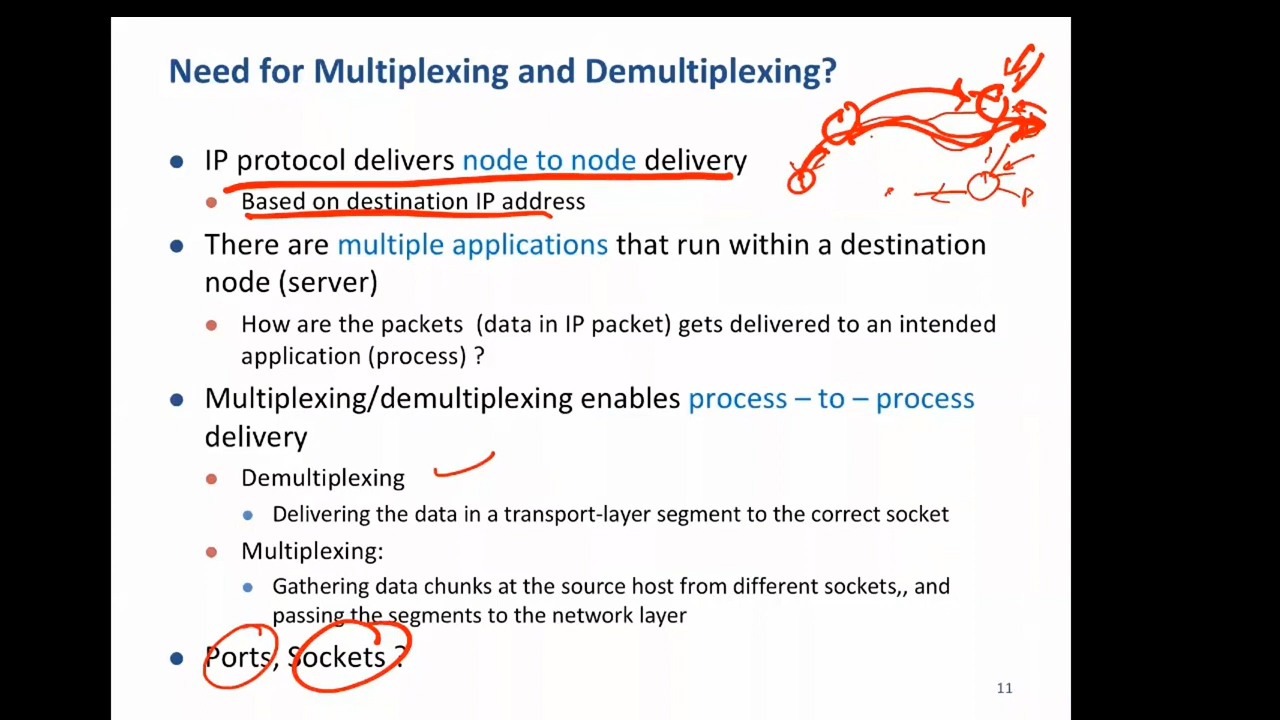 Need for Multiplexing and Demultiplexing?
IP protocol delivers node to node delivery
Based on destination IP address
There are multiple applications that run within a destination
node (server)
How are the packets (data in IP packet) gets delivered to an intended
application (process) ?
Multiplexing/demultiplexing enables process – to – process
delivery
Demultiplexing
Delivering the data in a transport-layer segment to the correct socket
Multiplexing:
Gathering data chunks at the source host from different sockets,, and
passing the segments to the network layer
Ports, Sockets ?
11